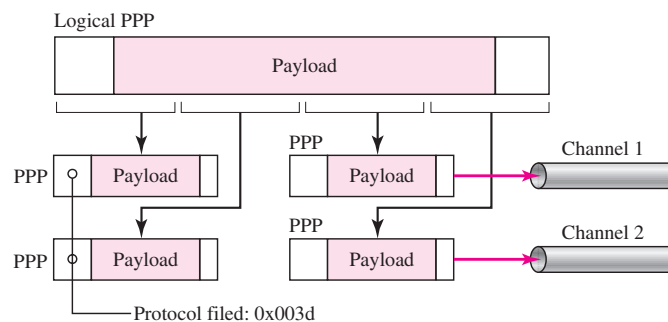 Logical PPP
Payload
PPP
Payload
PPP
Payload
Channel 1
PPP
Payload
PPP
Payload
Channel 2
Protocol filed: 0x003d